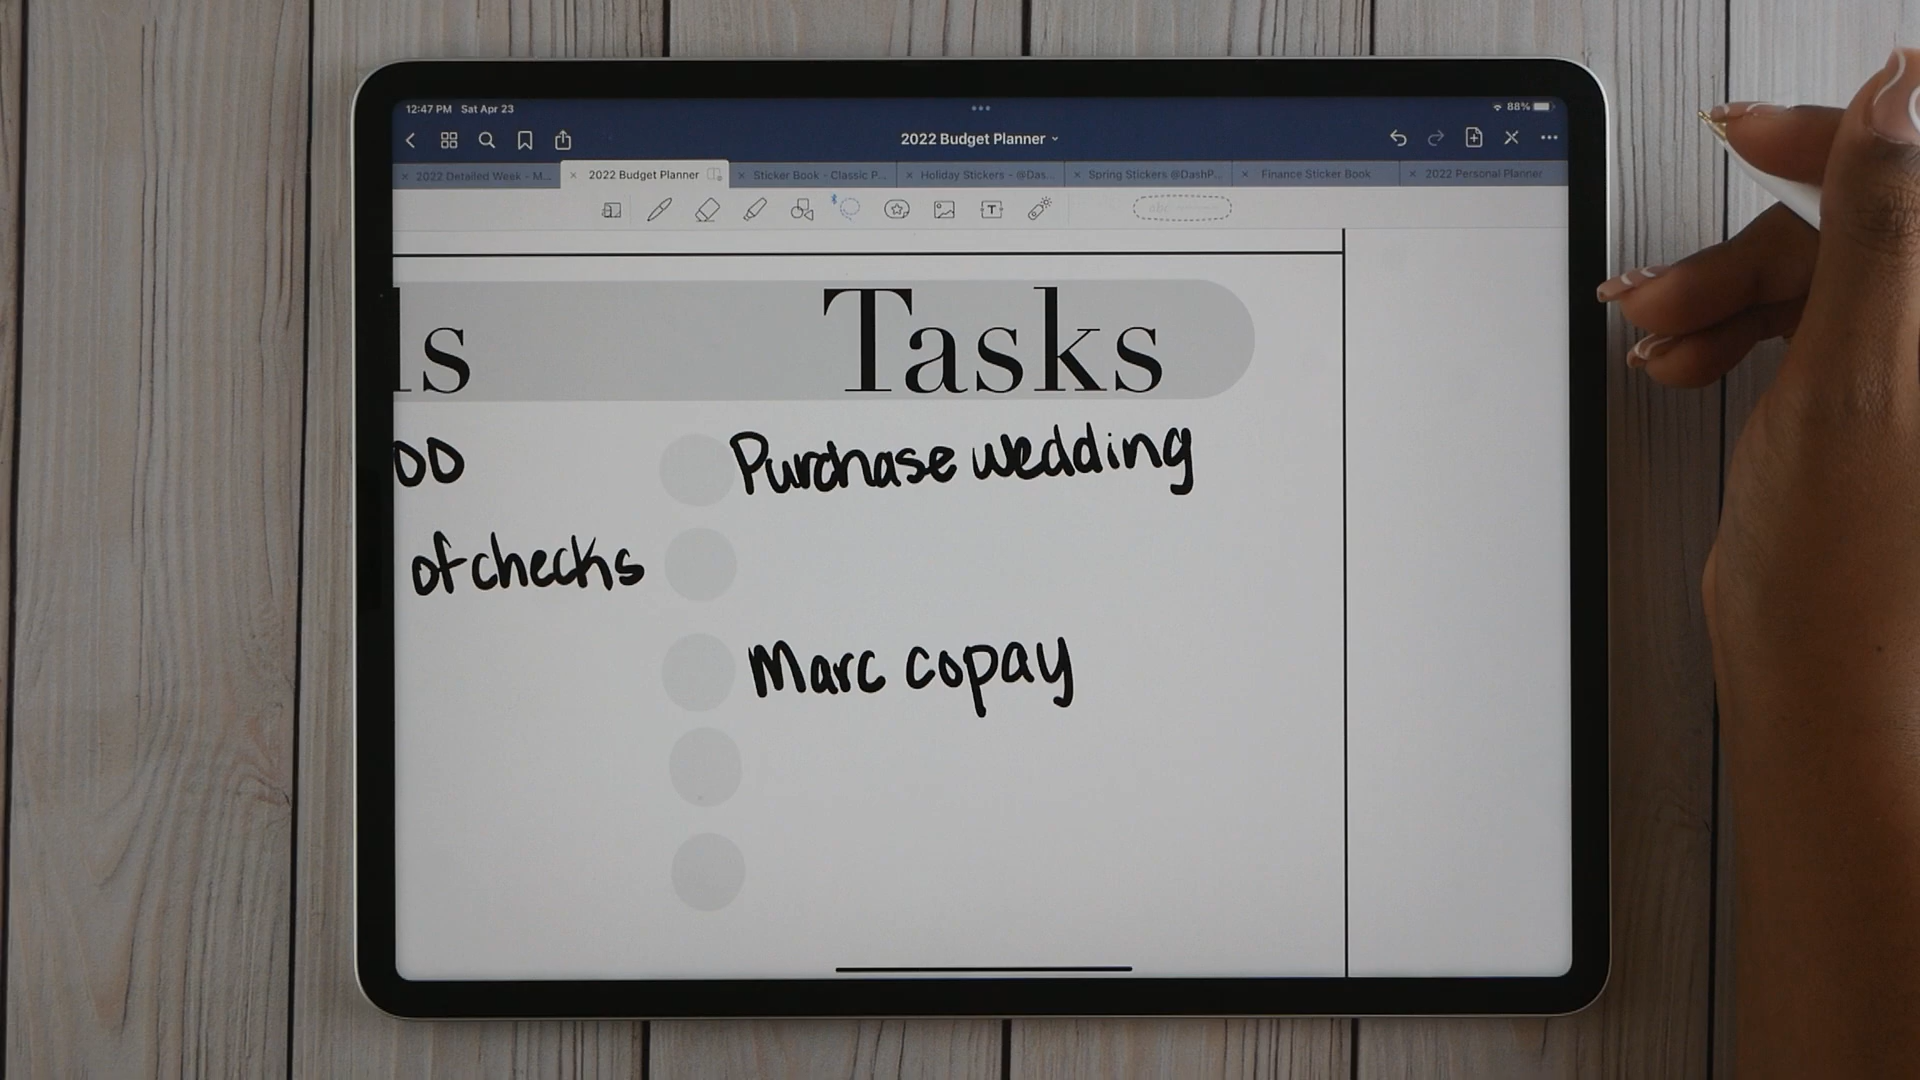 12:47 PM Sat Apr 23
88%
2022 Budget Planner
2022 Detailed Week - M...
2022 Budget Planner
Sticker Book - Classic P...
Holiday Stickers - @Das...
Spring Stickers @DashP...
Finance Sticker Book
2022 Personal Planner
T
ls
Tasks
00
Purchase wedding
of checks
Marc copay